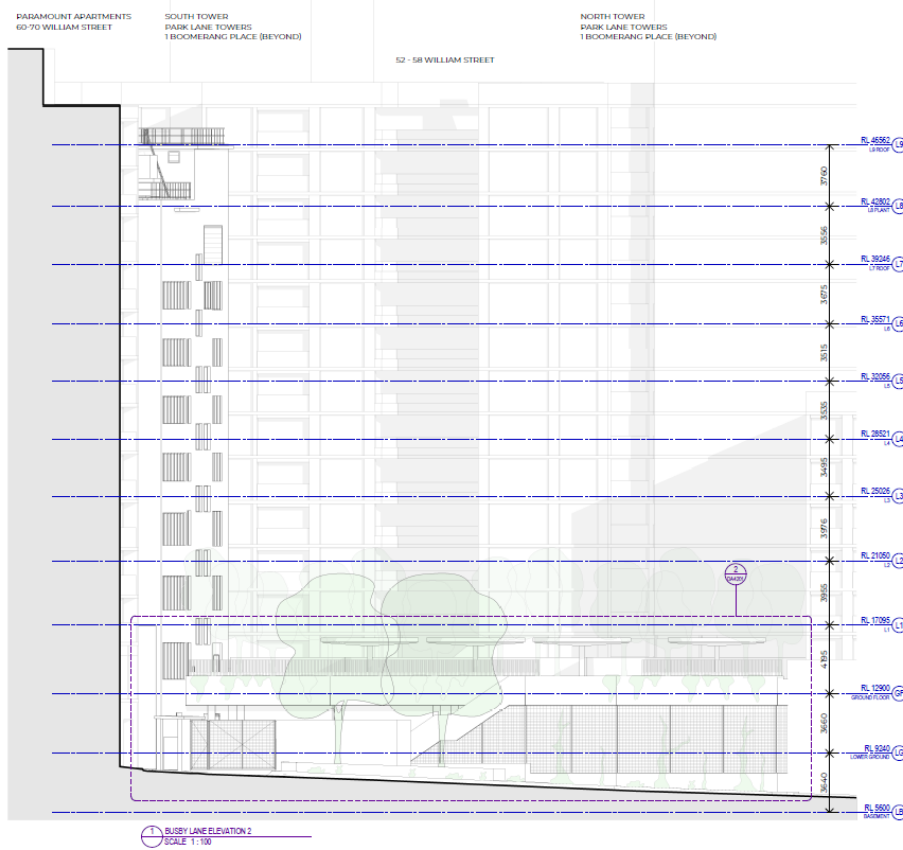 PARAMOUNT APARTMENTS
60-70 WILLIAM STREET
SOUTH TOWER
PARK LANE TOWERS
1 BOOMERANG PLACE (BEYOND)
NORTH TOWER
PARK LANE TOWERS
1 BOOMERANG PLACE (BEYOND)
52 - 58 WILLIAM STREET
RL 46562 L9
L9 ROOF
3760
RL 42802 L8
L8 PLANT
3556
RL 39246 L7
L7 ROOF
3675
RL 35571 L6
L6
3515
RL 32056 L5
L5
3535
RL 28521 L4
L4
3495
RL 25026 L3
L3
3976
RL 21050 L2
L2
2
3955
RL 17095 L1
L1
4195
RL 12900 GF
GROUND FLOOR
3660
RL 9240 LG
LOWER GROUND
3640
RL 5600 LB
BASEMENT
1 BUSBY LANE ELEVATION 2
SCALE 1 : 100